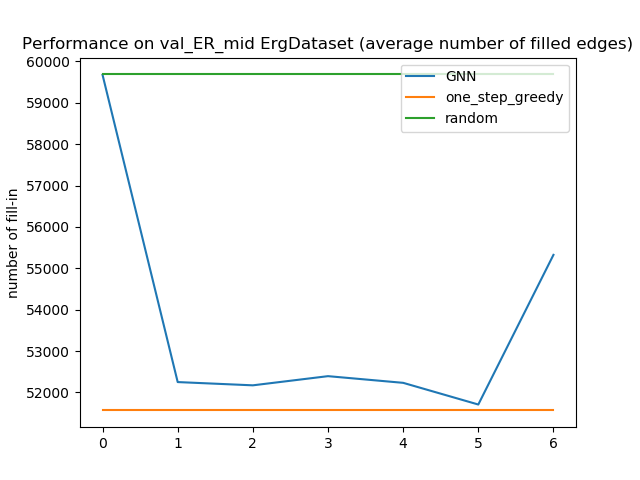 Performance on val_ER_mid ErgDataset (average number of filled edges)
60000
59000
58000
57000
56000
55000
54000
53000
52000
number of fill-in
GNN
one_step_greedy
random
0 1 2 3 4 5 6